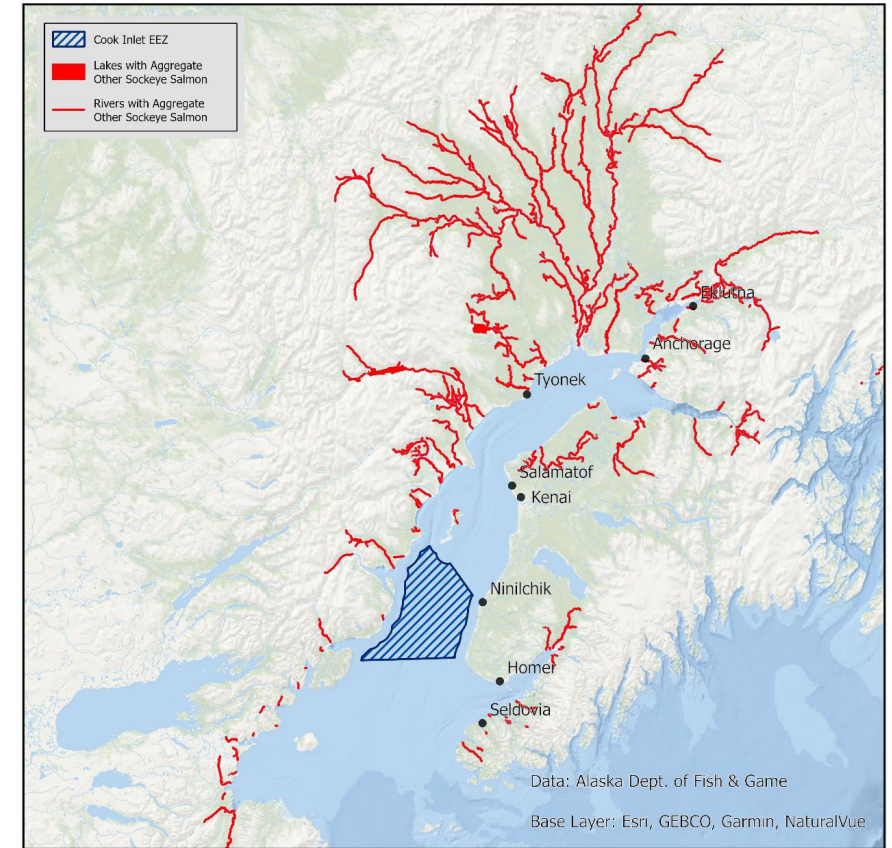 Cook Inlet EEZ
Lakes with Aggregate
Other Sockeye Salmon
Rivers with Aggregate
Other Sockeye Salmon
Eklutna
Anchorage
Tyonek
Salamatof
Kenai
Ninilchik
Homer
Seldovia
Data: Alaska Dept. of Fish & Game
Base Layer: Esri, GEBCO, Garmin, NaturalVue